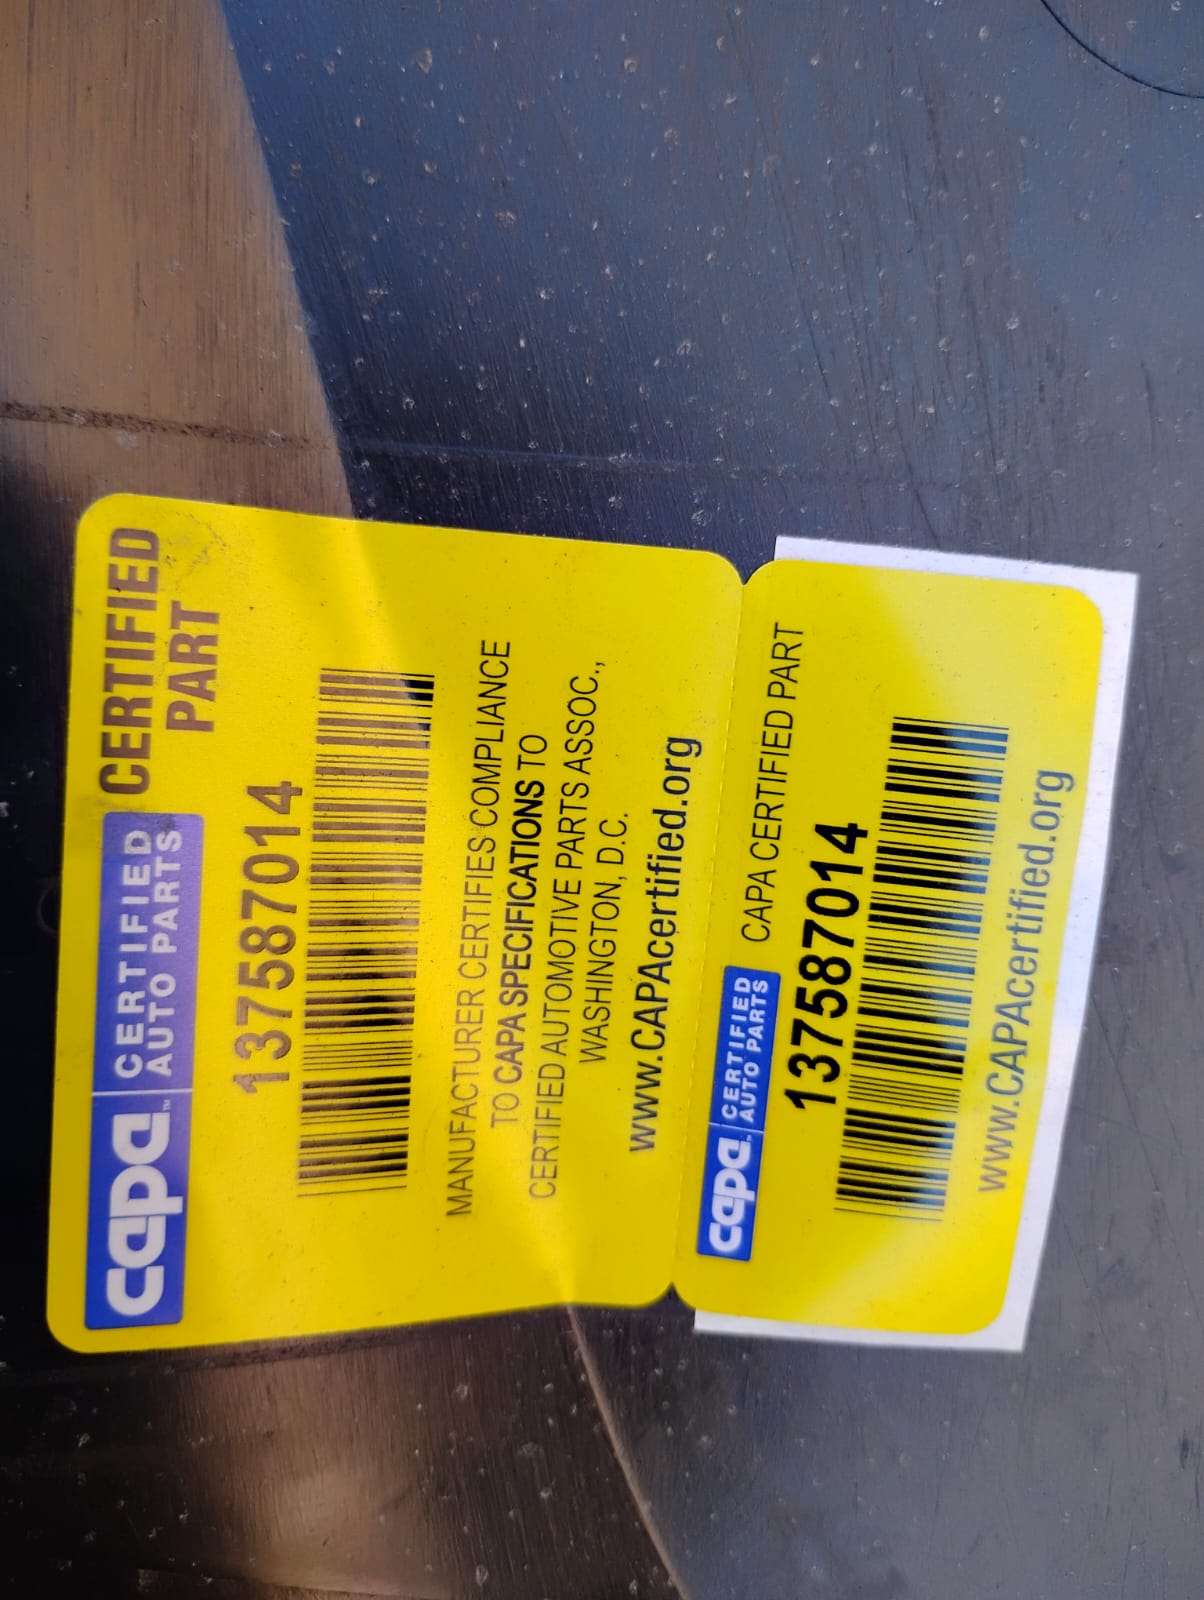 capa CERTIFIED
AUTO PARTS
CERTIFIED
PART
13758７014
MANUFACTURER CERTIFIES COMPLIANCE
TO CAPA SPECIFICATIONS TO
CERTIFIED AUTOMOTIVE PARTS ASSOC.,
WASHINGTON, D.C.
www.CAPAcertified.org
capa CERTIFIED
AUTO PARTS
CAPA CERTIFIED PART
137587014
www.CAPAcertified.org